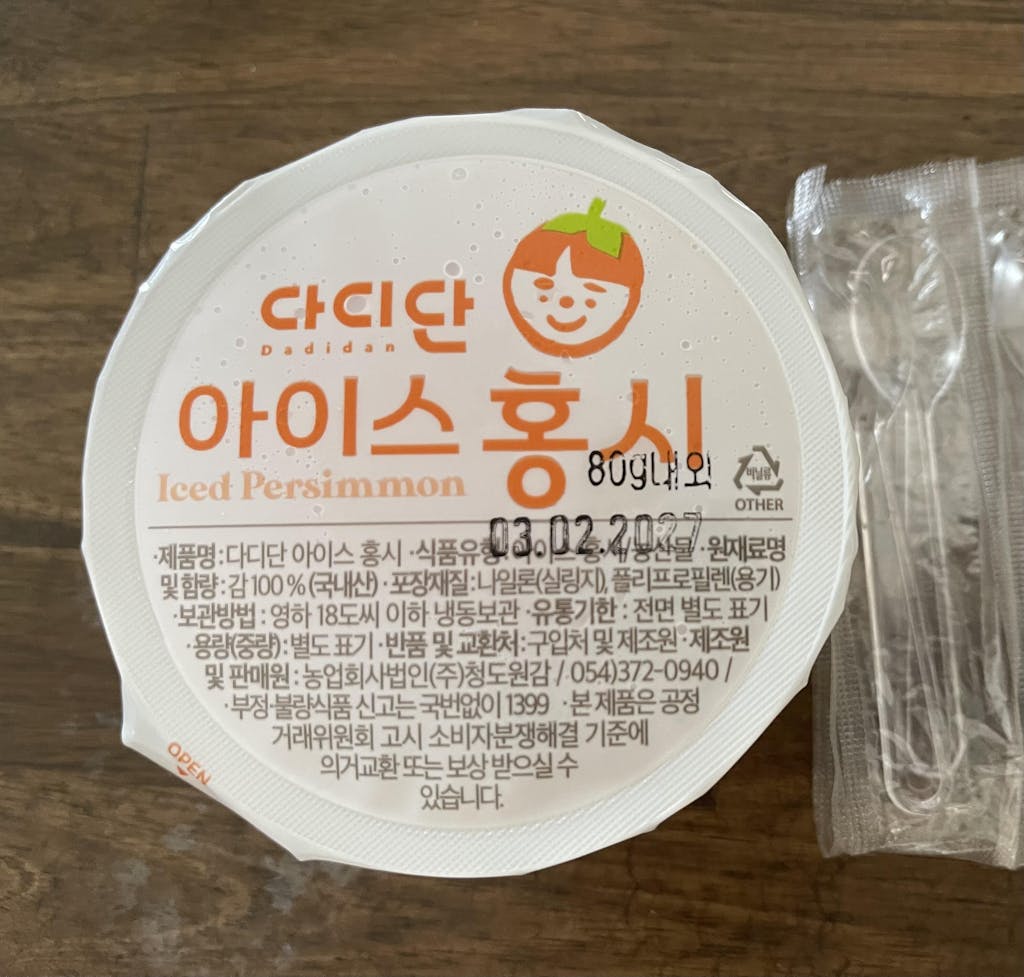 다디단
Dadidan
아이스 홍시
80g내외
Iced Persimmon
비닐류
OTHER
03.02.2027
·제품명 : 다디단 아이스 홍시 ·식품유형 · 원재료명
및 함량 : 감 100% (국내산) · 포장재질 : 나일론(실링지), 폴리프로필렌(용기)
·보관방법 : 영하 18도씨 이하 냉동보관 · 유통기한 : 전면 별도 표기
·용량(중량) : 별도 표기 · 반품 및 교환처 : 구입처 및 제조원 · 제조원
및 판매원 : 농업회사법인(주)청도원감 / 054)372-0940 /
· 부정·불량식품 신고는 국번없이 1399 · 본 제품은 공정
거래위원회 고시 소비자분쟁해결 기준에
의거교환 또는 보상 받으실 수
있습니다.
OPEN